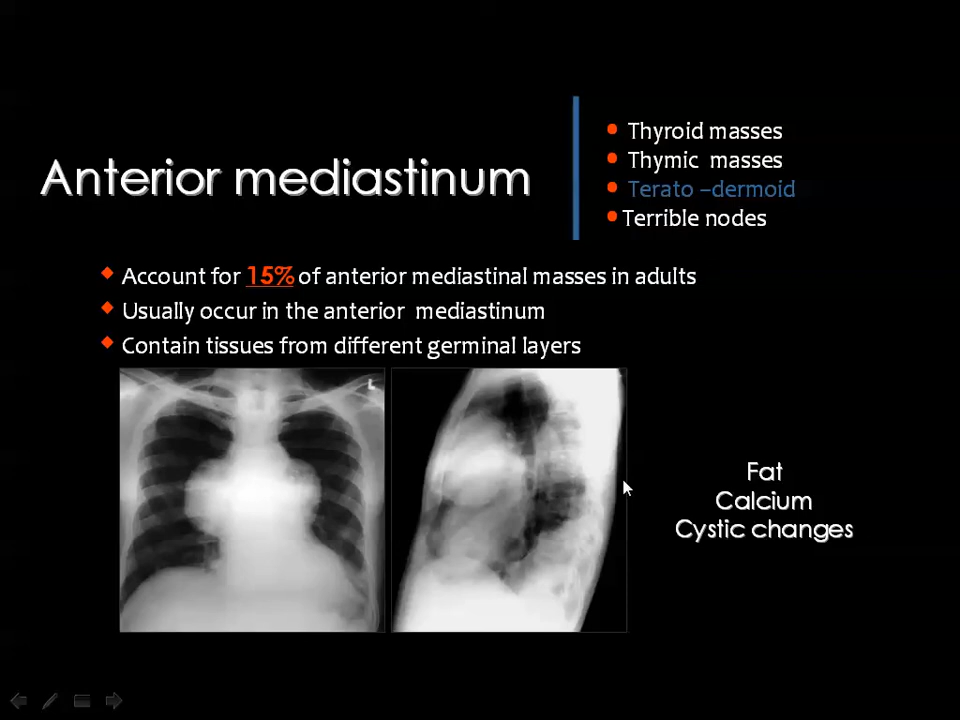 Anterior mediastinum
Thyroid masses
Thymic masses
Terato –dermoid
Terrible nodes
Account for 15% of anterior mediastinal masses in adults
Usually occur in the anterior mediastinum
Contain tissues from different germinal layers
L
Fat
Calcium
Cystic changes